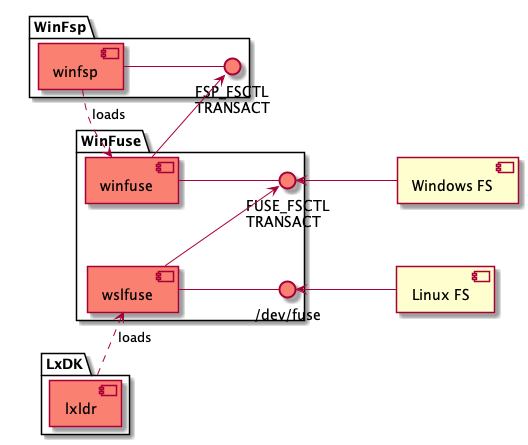 WinFsp
winfsp
FSP_FSCTL
TRANSACT
loads
WinFuse
winfuse
Windows FS
FUSE_FSCTL
TRANSACT
wslfuse
Linux FS
/dev/fuse
loads
LxDK
lxldr